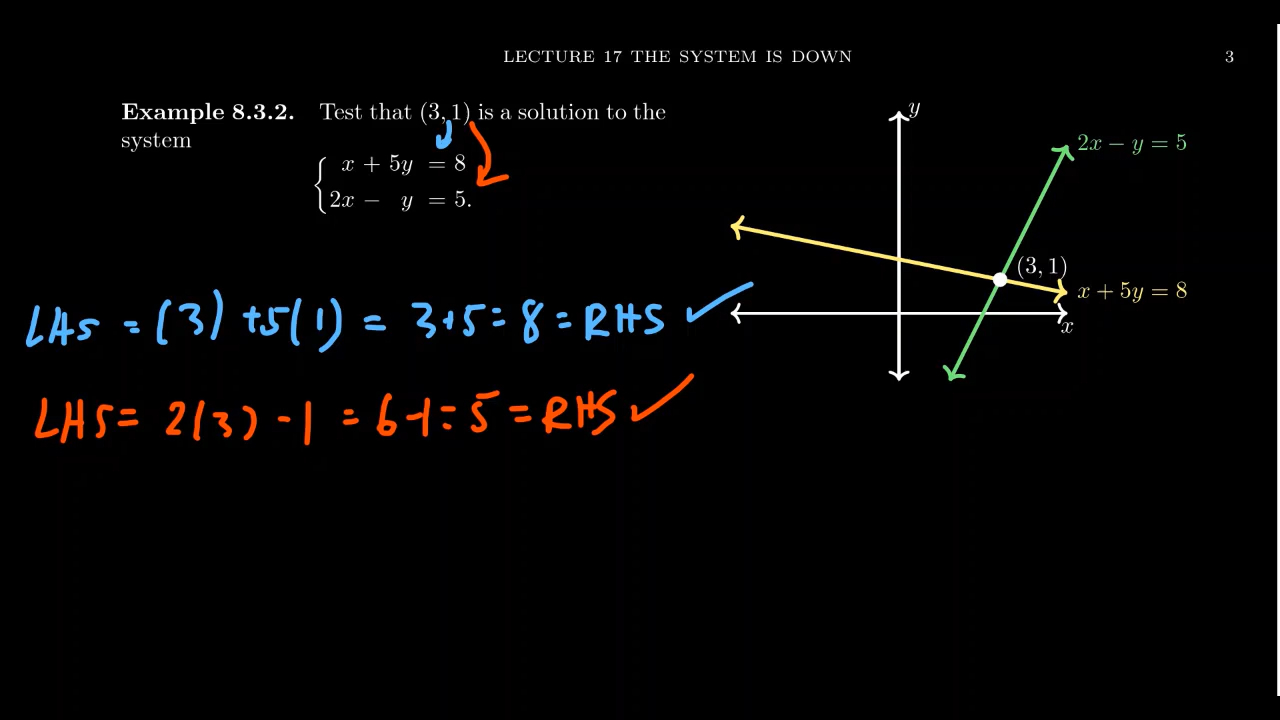 LECTURE 17 THE SYSTEM IS DOWN 3
Example 8.3.2. Test that (3, 1) is a solution to the
system
x + 5y = 8
2x − y = 5.
LHS = (3) +5(1) = 3+5 = 8 = RHS ✓
LHS = 2(3) - 1 = 6-1 = 5 = RHS ✓
y
2x − y = 5
(3, 1)
x + 5y = 8
x